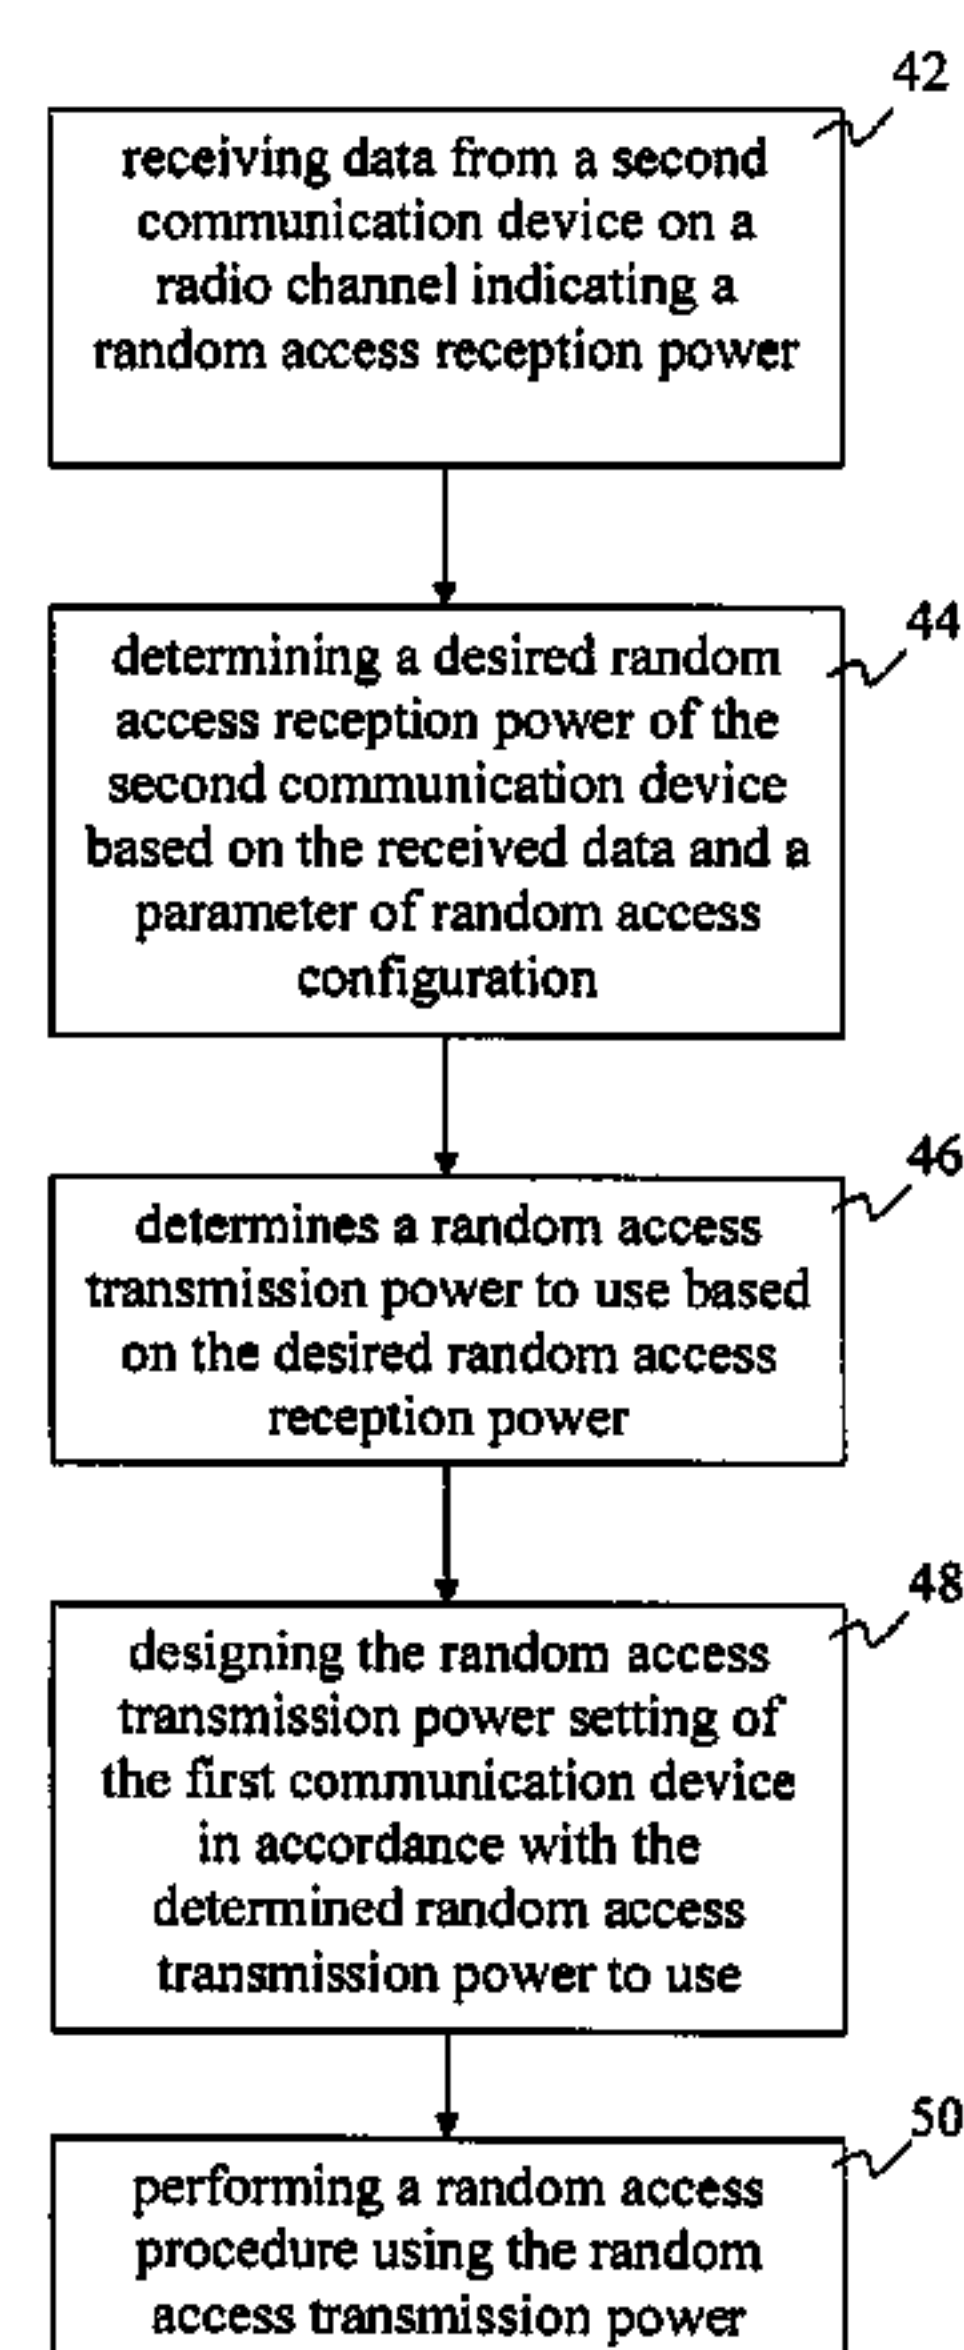 42
receiving data from a second
communication device on a
radio channel indicating a
random access reception power
44
determining a desired random
access reception power of the
second communication device
based on the received data and a
parameter of random access
configuration
46
determines a random access
transmission power to use based
on the desired random access
reception power
48
designing the random access
transmission power setting of
the first communication device
in accordance with the
determined random access
transmission power to use
50
performing a random access
procedure using the random
access transmission power